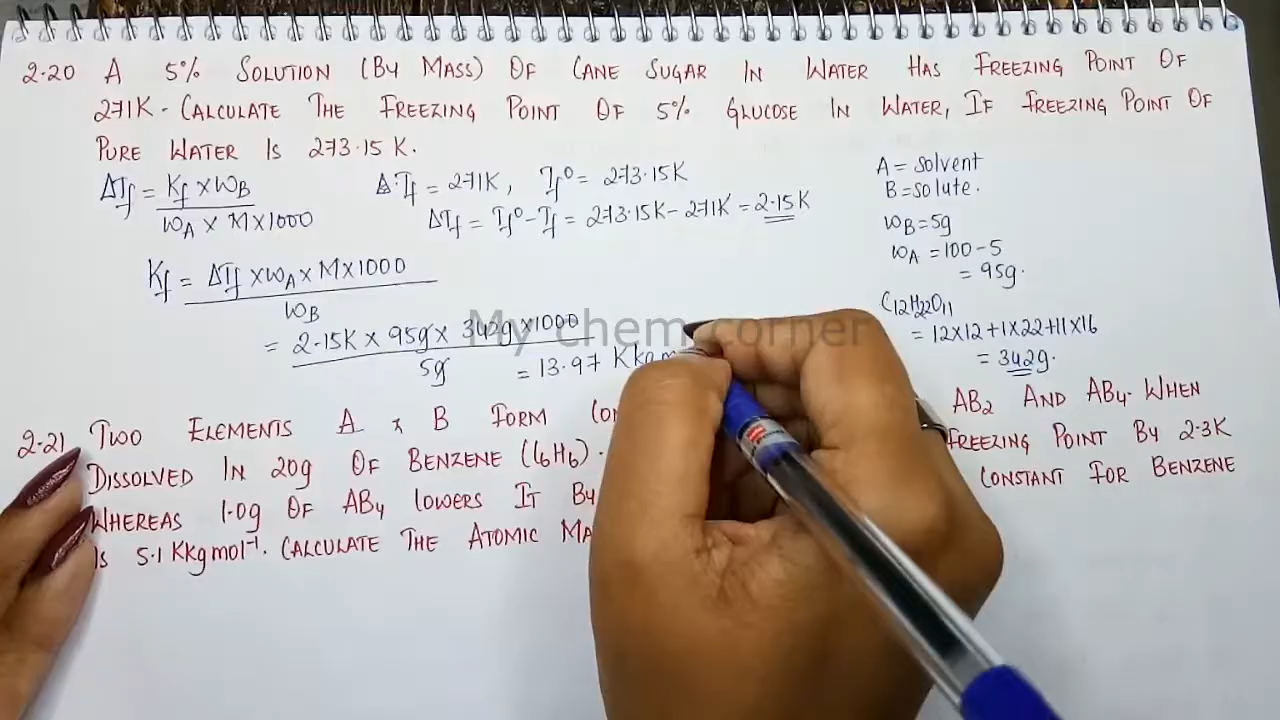 2.20 A 5% SOLUTION (BY MASS) OF CANE SUGAR IN WATER HAS FREEZING POINT OF
271K - CALCULATE THE FREEZING POINT OF 5% GLUCOSE IN WATER, IF FREEZING POINT OF
PURE WATER IS 273.15 K.
ΔTf = Kf × WB
WA × M × 1000
Δ.Tf = 271K, Tf° = 273.15K
ΔTf = Tf° - Tf = 273.15K - 271K = 2.15K
A = Solvent
B = Solute.
WB = 5g
WA = 100 - 5
= 95g.
Kf = ΔTf × WA × M × 1000
WB
C12H22O11
= 12×12 + 1×22 + 11×16
= 342g.
= 2.15K × 95g × 342g × 1000
5g
= 13.97 K kg m
My chem corner
2.21 TWO ELEMENTS A × B FORM AB2 AND AB4. WHEN
DISSOLVED IN 20g OF BENZENE (C6H6). FREEZING POINT BY 2.3K
WHEREAS 1.0g OF AB4 LOWERS IT BY CONSTANT FOR BENZENE
IS 5.1 K kg mol⁻¹. CALCULATE THE ATOMIC MA